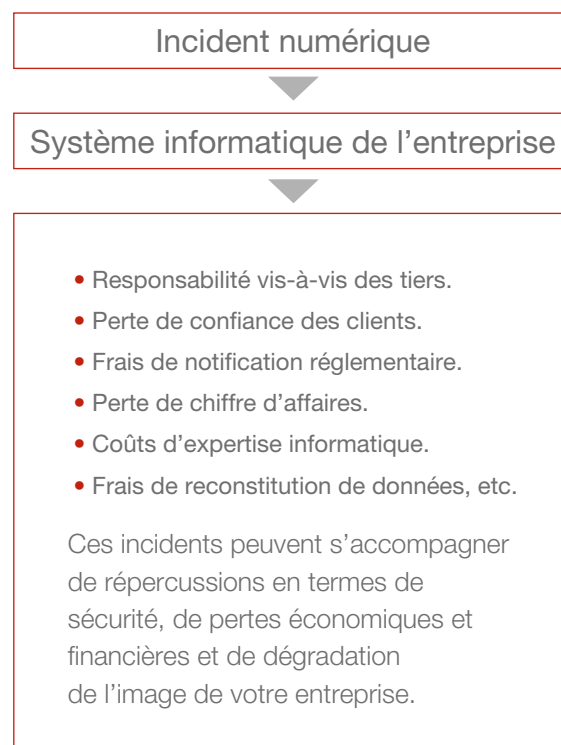 Incident numérique
Système informatique de l’entreprise
• Responsabilité vis-à-vis des tiers.
• Perte de confiance des clients.
• Frais de notification réglementaire.
• Perte de chiffre d’affaires.
• Coûts d’expertise informatique.
• Frais de reconstitution de données, etc.
Ces incidents peuvent s’accompagner
de répercussions en termes de
sécurité, de pertes économiques et
financières et de dégradation
de l’image de votre entreprise.